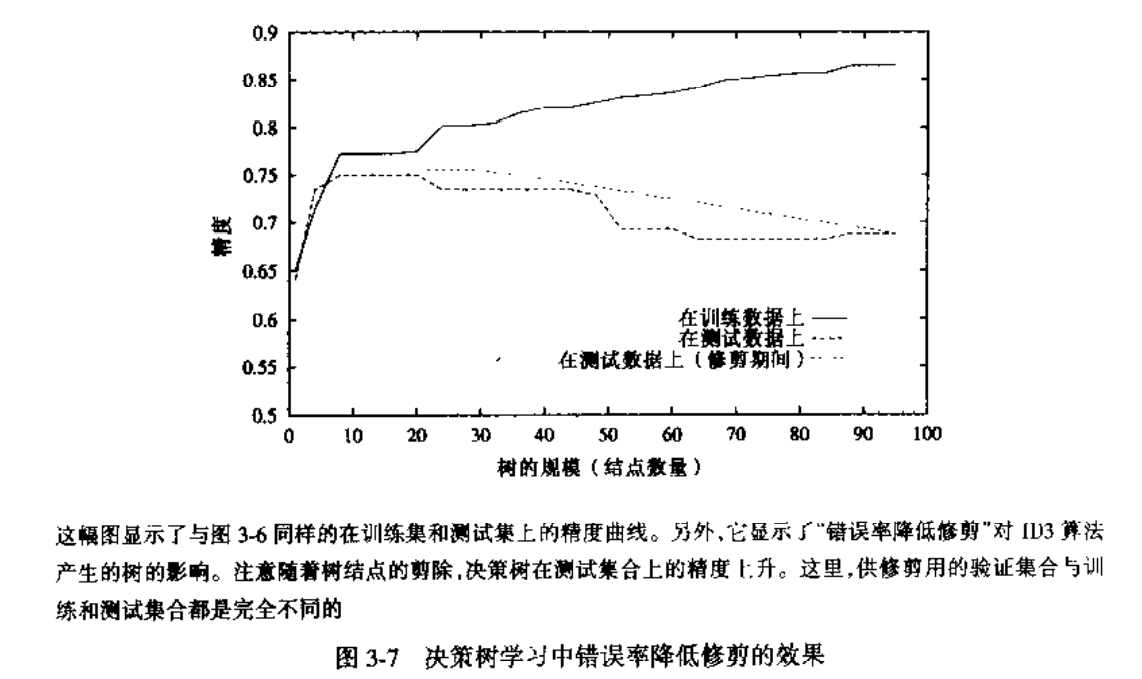 0.9
0.85
0.8
0.75
0.7
0.65
0.6
0.55
0.5
精度
在训练数据上
在测试数据上
在测试数据上（修剪期间）
0 10 20 30 40 50 60 70 80 90 100
树的规模（结点数量）
这幅图显示了与图 3-6 同样的在训练集和测试集上的精度曲线。另外,它显示了“错误率降低修剪”对 ID3 算法
产生的树的影响。注意随着树结点的剪除,决策树在测试集合上的精度上升。这里,供修剪用的验证集合与训
练和测试集合都是完全不同的
图 3-7 决策树学习中错误率降低修剪的效果